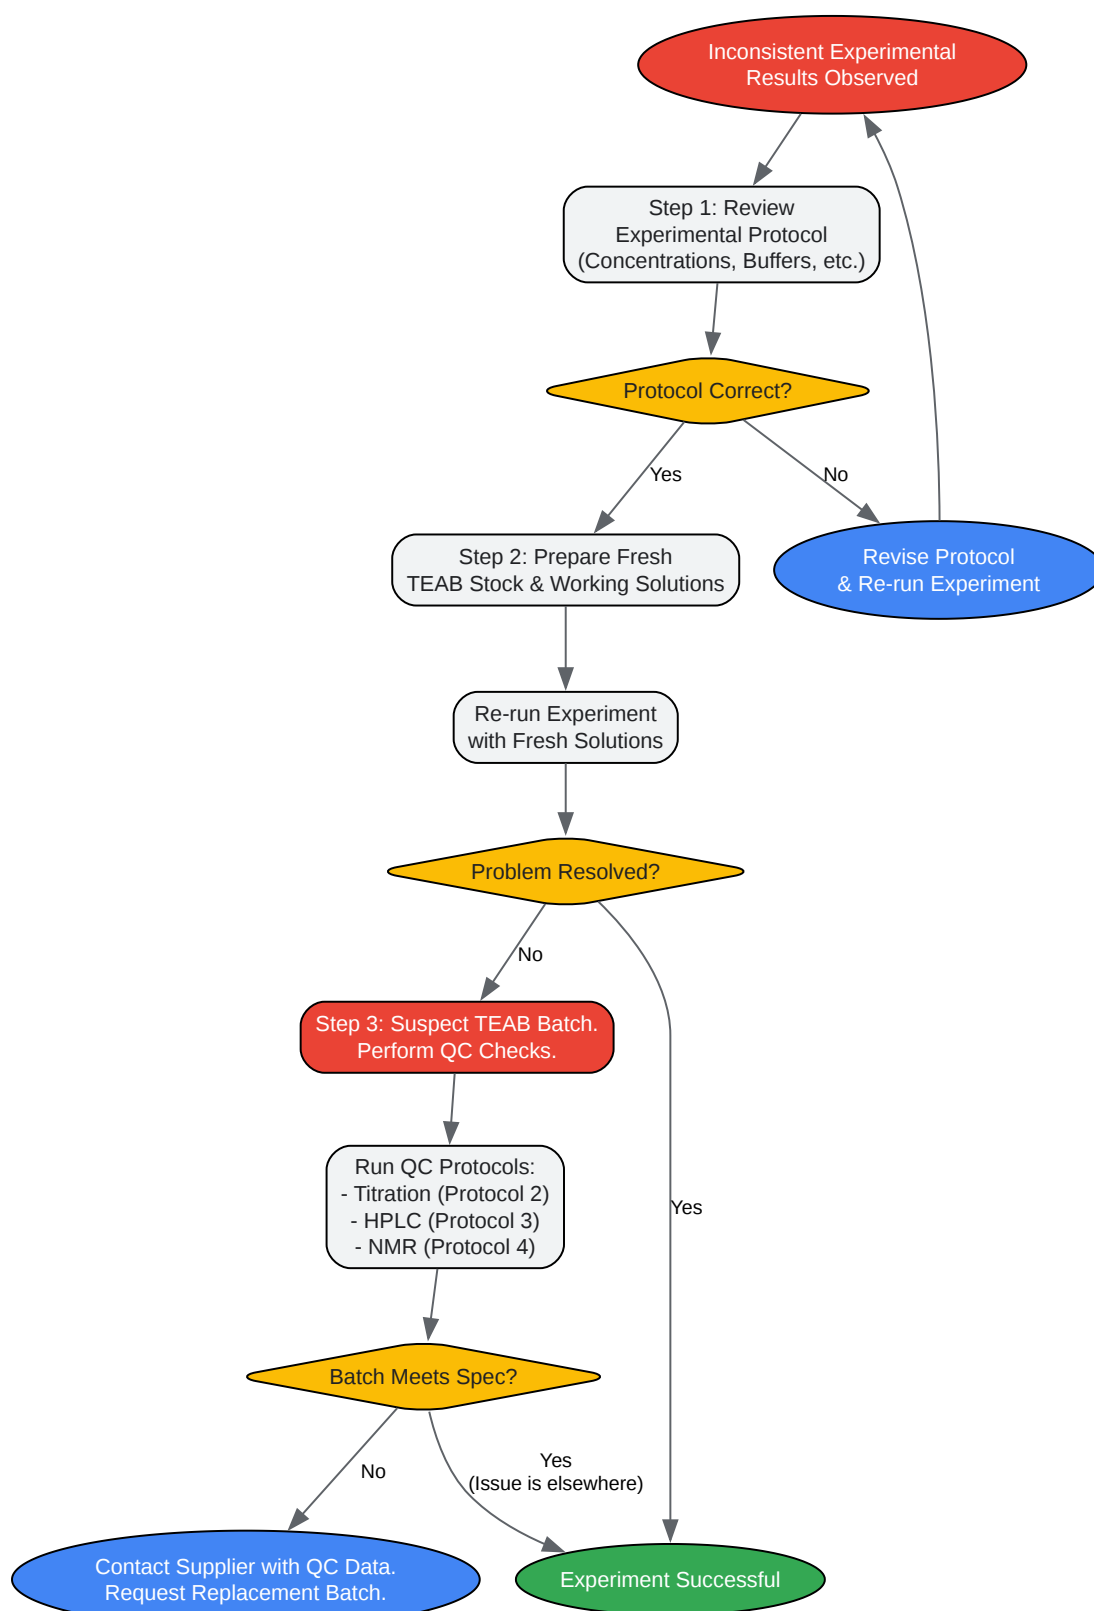 Inconsistent Experimental
Results Observed
Step 1: Review
Experimental Protocol
(Concentrations, Buffers, etc.)
Protocol Correct?
Yes
No
Step 2: Prepare Fresh
TEAB Stock & Working Solutions
Revise Protocol
& Re-run Experiment
Re-run Experiment
with Fresh Solutions
Problem Resolved?
No
Step 3: Suspect TEAB Batch.
Perform QC Checks.
Run QC Protocols:
- Titration (Protocol 2)
- HPLC (Protocol 3)
- NMR (Protocol 4)
Yes
Batch Meets Spec?
No
Yes
(Issue is elsewhere)
Contact Supplier with QC Data.
Request Replacement Batch.
Experiment Successful